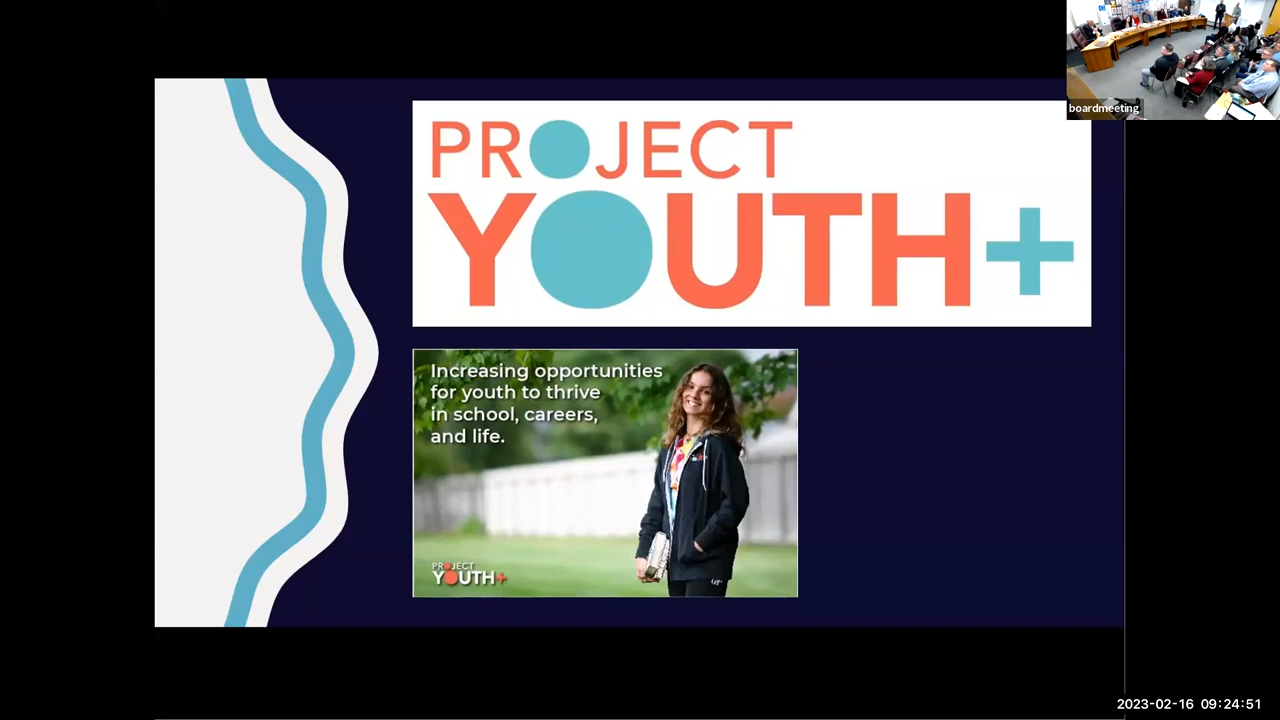 boardmeeting
PROJECT
YOUTH+
Increasing opportunities
for youth to thrive
in school, careers,
and life.
PROJECT
YOUTH+
2023-02-16 09:24:51